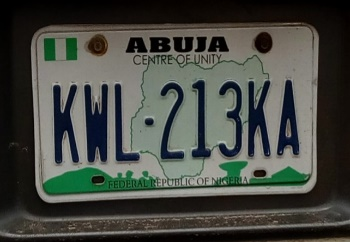 ABUJA
CENTRE OF UNITY
KWL-213KA
FEDERAL REPUBLIC OF NIGERIA